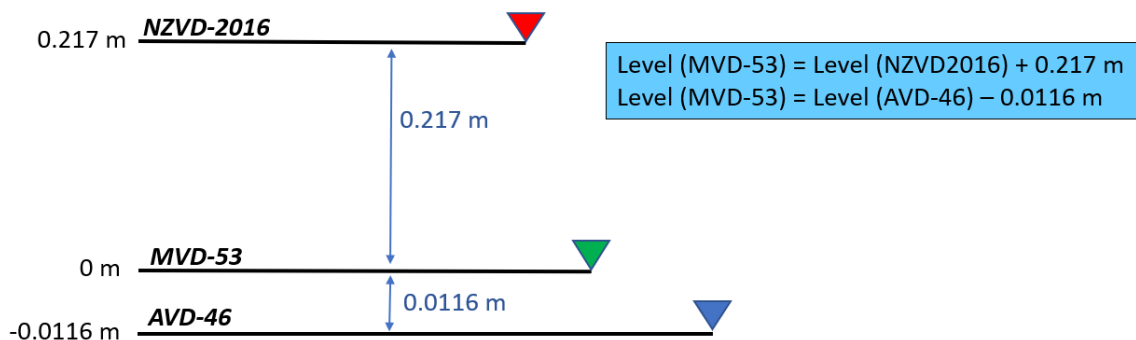 NZVD-2016
0.217 m
Level (MVD-53) = Level (NZVD2016) + 0.217 m
Level (MVD-53) = Level (AVD-46) – 0.0116 m
0.217 m
MVD-53
0 m
0.0116 m
AVD-46
-0.0116 m